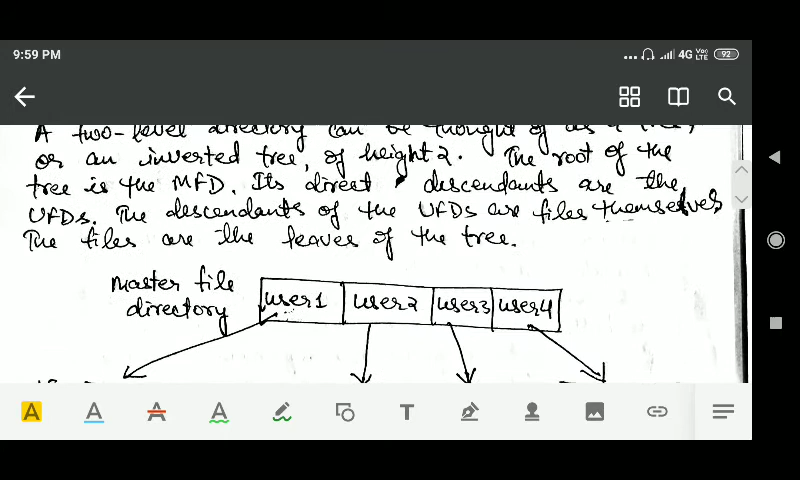 9:59 PM
4G Vo) LTE 92
A two-level directory can be thought of as a tree,
or an inverted tree, of height 2. The root of the
tree is the MFD. Its direct descendants are the
UFDs. The descendants of the UFDs are files themselves
The files are the leaves of the tree.
Master file
directory
user1 user2 user3 user4
A A A A T